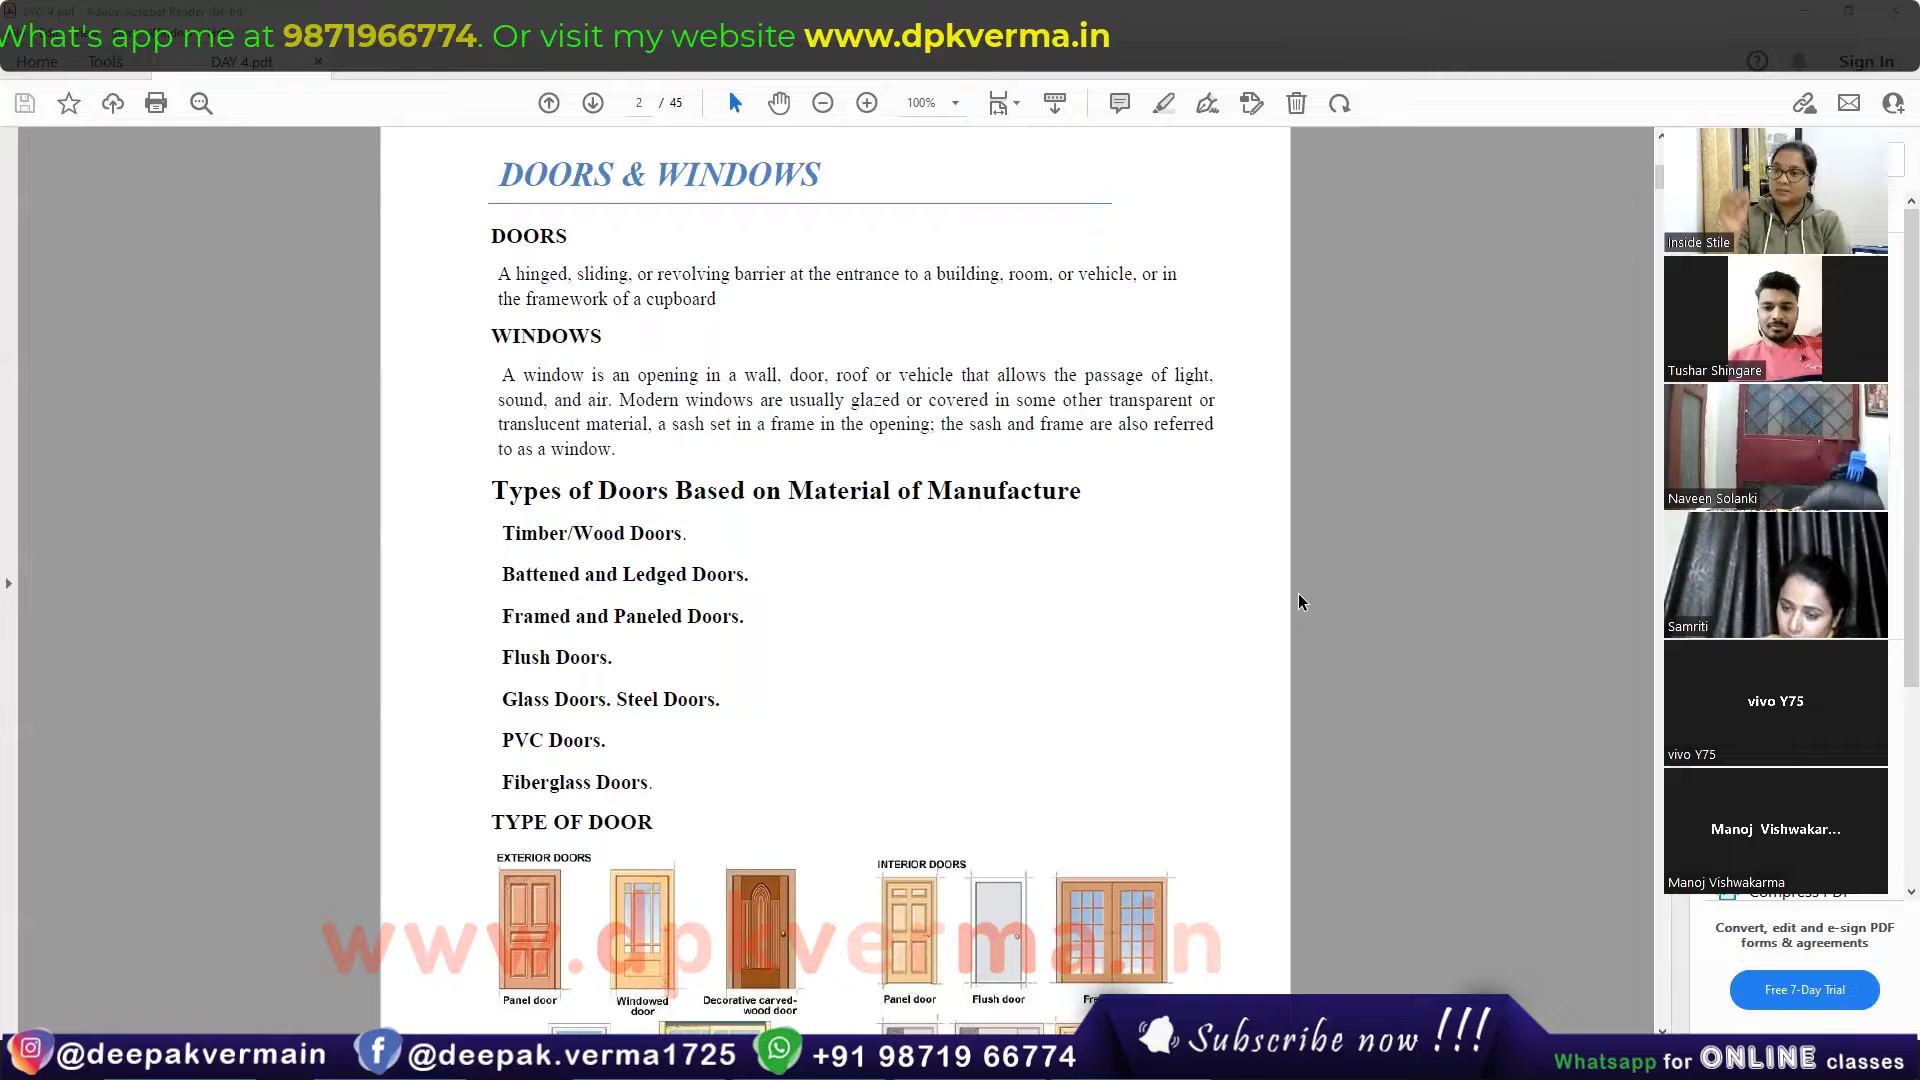 What's app me at 9871966774. Or visit my website www.dpkverma.in
Home Tools DAY 4.pdf × Sign In
2 / 45 100%
DOORS & WINDOWS
DOORS
A hinged, sliding, or revolving barrier at the entrance to a building, room, or vehicle, or in
the framework of a cupboard
WINDOWS
A window is an opening in a wall, door, roof or vehicle that allows the passage of light,
sound, and air. Modern windows are usually glazed or covered in some other transparent or
translucent material, a sash set in a frame in the opening; the sash and frame are also referred
to as a window.
Types of Doors Based on Material of Manufacture
Timber/Wood Doors.
Battened and Ledged Doors.
Framed and Paneled Doors.
Flush Doors.
Glass Doors. Steel Doors.
PVC Doors.
Fiberglass Doors.
TYPE OF DOOR
EXTERIOR DOORS
INTERIOR DOORS
Panel door
Windowed
door
Decorative carved-
wood door
Panel door
Flush door
www.dpkverma.in
Inside Stile
Tushar Shingare
Naveen Solanki
Samriti
vivo Y75
vivo Y75
Manoj Vishwakar...
Manoj Vishwakarma
Convert, edit and e-sign PDF
forms & agreements
Free 7-Day Trial
@deepakvermain @deepak.verma1725 +91 98719 66774
Subscribe now !!!
Whatsapp for ONLINE classes